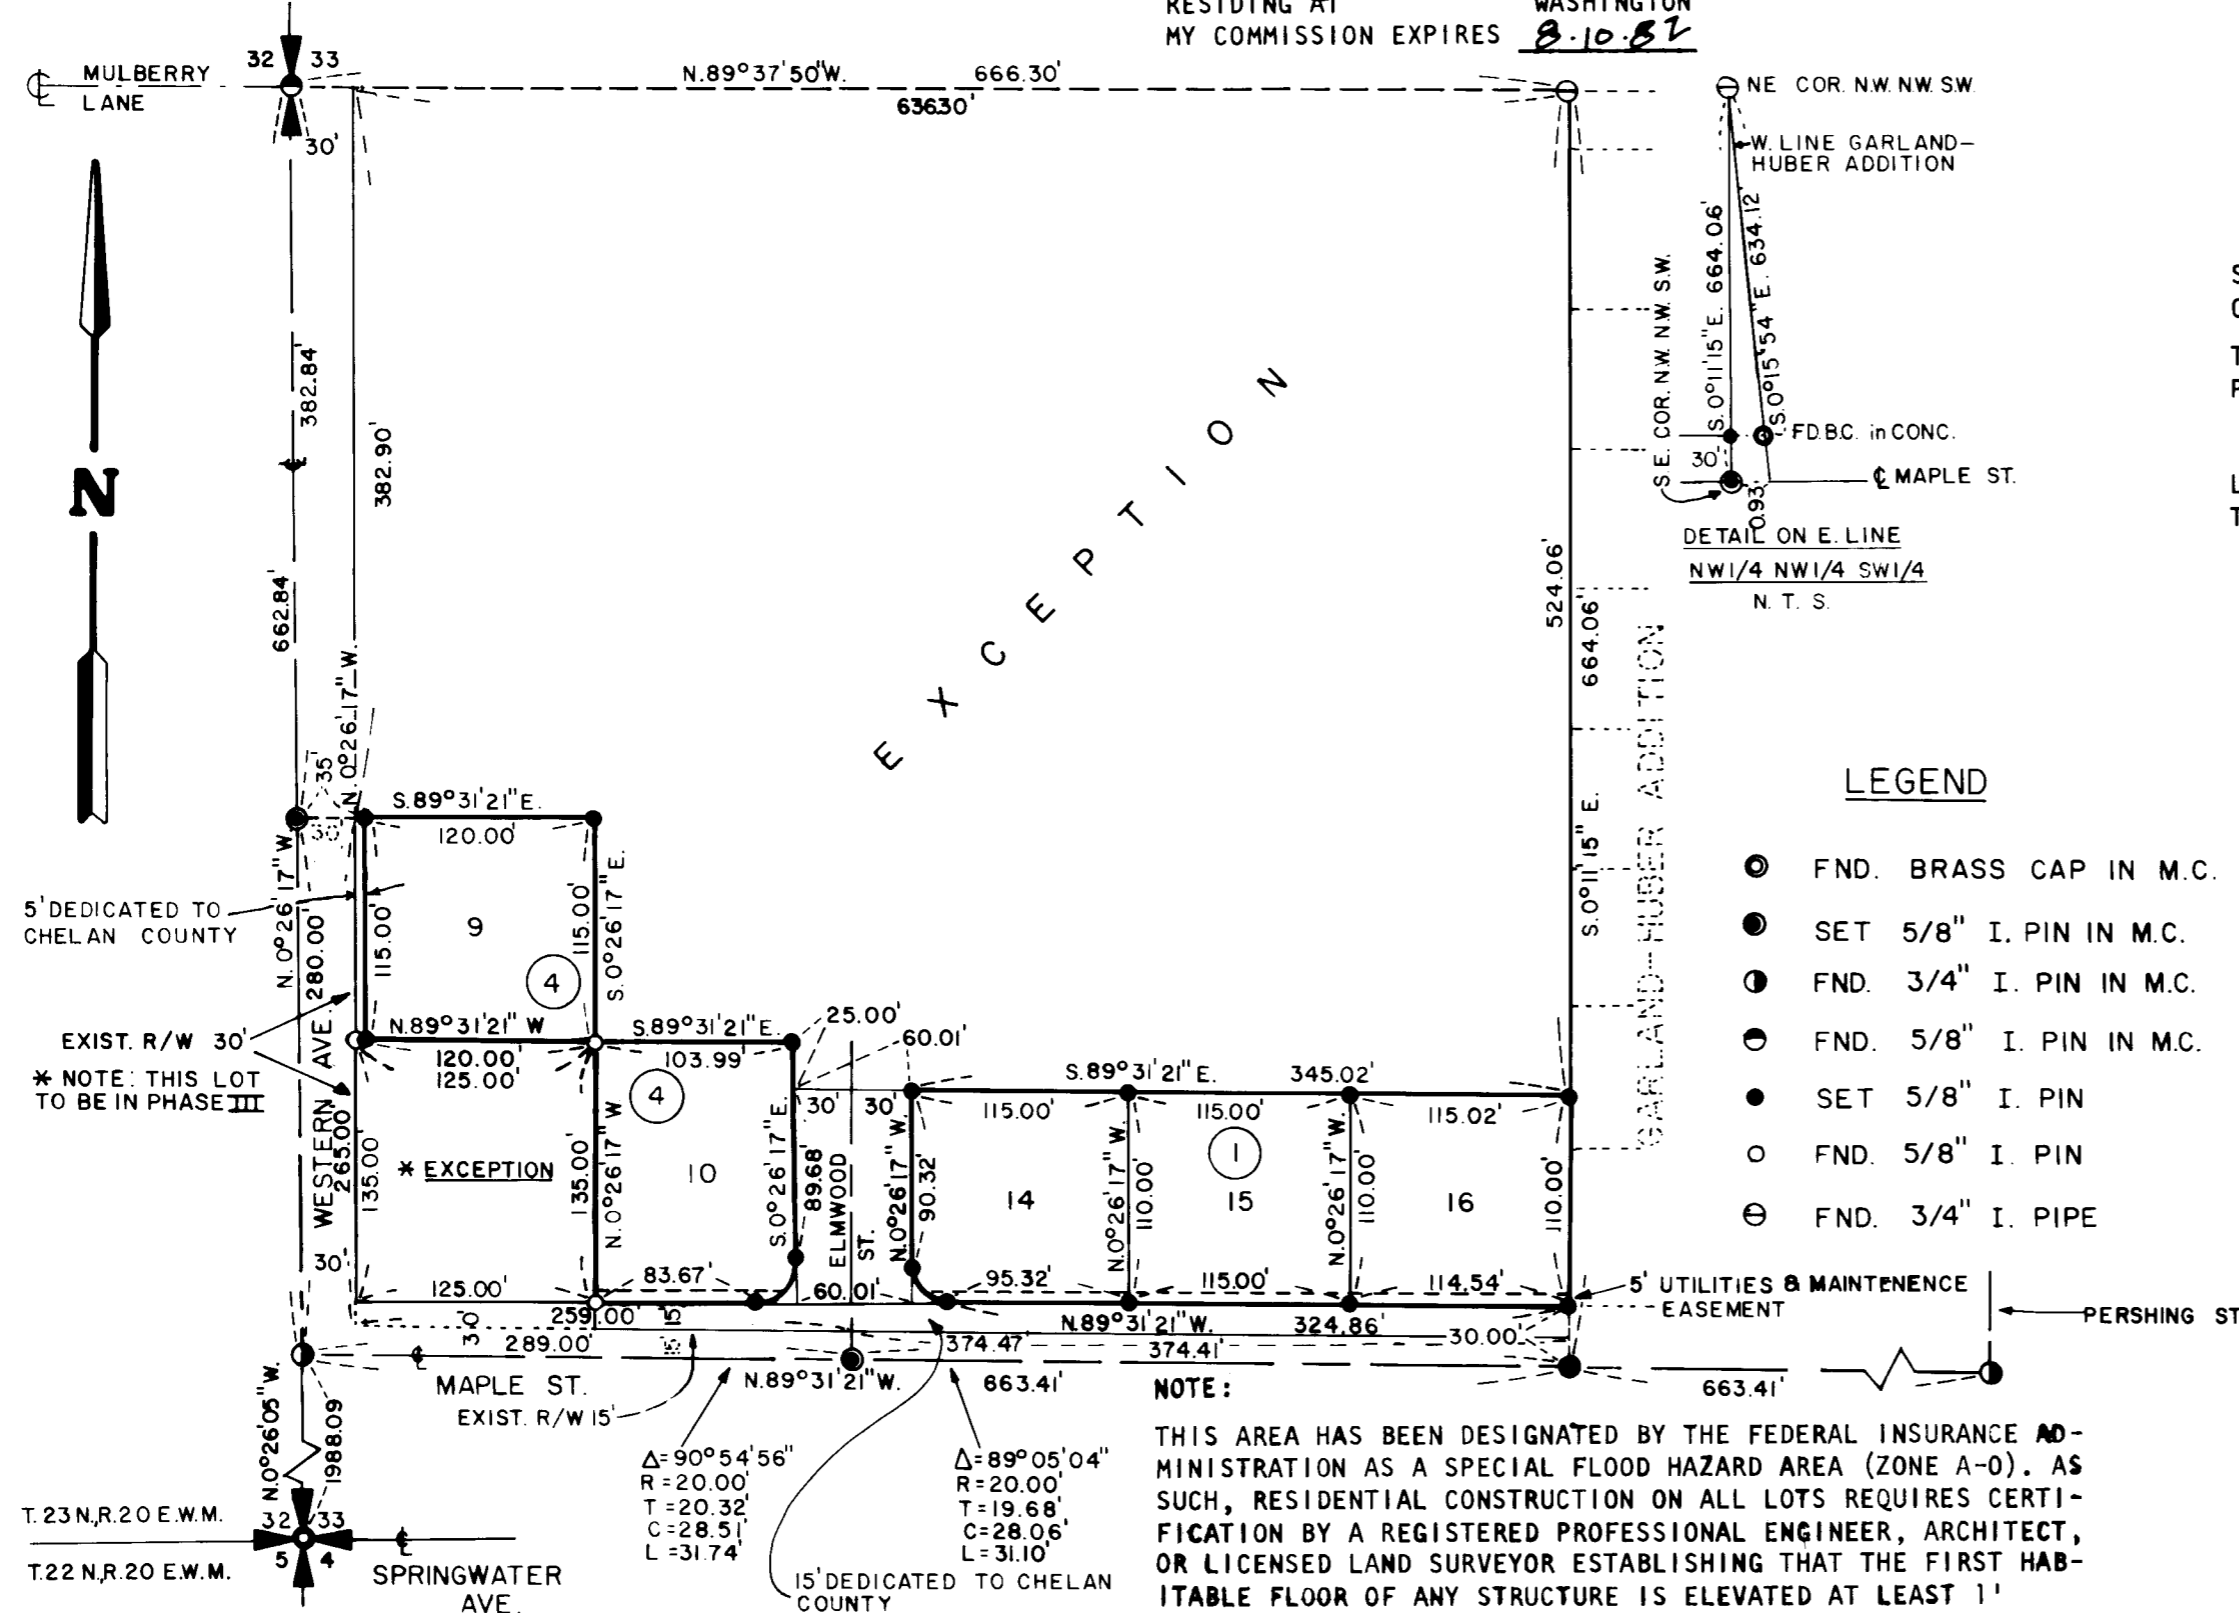 RESIDING AT WASHINGTON
MY COMMISSION EXPIRES 8·10·82
32 33
MULBERRY
LANE
30'
N.89°37'50"W. 666.30'
636.30'
NE COR. N.W. N.W. S.W.
W. LINE GARLAND-
HUBER ADDITION
S.0°11'15"E. 664.06'
S.0°15'54"E. 634.12'
S.E. COR. N.W. N.W. S.W.
FD.B.C. in CONC.
30'
℄ MAPLE ST.
0.93'
DETAIL ON E. LINE
NW1/4 NW1/4 SW1/4
N. T. S.
N
382.84'
382.90'
662.84'
N.0°26'17"W.
EXCEPTION
524.06'
664.06'
S.0°11'15"E.
GARLAND-HUBER ADDITION
LEGEND
FND. BRASS CAP IN M.C.
SET 5/8" I. PIN IN M.C.
FND. 3/4" I. PIN IN M.C.
FND. 5/8" I. PIN IN M.C.
SET 5/8" I. PIN
FND. 5/8" I. PIN
FND. 3/4" I. PIPE
35'
30'
S.89°31'21"E.
120.00'
N.0°26'17"W
280.00'
5' DEDICATED TO
CHELAN COUNTY
115.00'
9
115.00'
S.0°26'17"E.
4
EXIST. R/W 30'
* NOTE: THIS LOT
TO BE IN PHASE III
WESTERN AVE.
N.89°31'21"W
120.00'
125.00'
S.89°31'21"E.
103.99'
25.00'
60.01'
4
265.00'
135.00'
* EXCEPTION
135.00'
N.0°26'17"W
10
S.0°26'17"E.
89.68'
30' 30'
ELMWOOD
ST.
N.0°26'17"W.
90.32'
S.89°31'21"E. 345.02'
115.00' 115.00' 115.02'
14
N.0°26'17"W.
110.00'
1
15
N.0°26'17"W.
110.00'
16
110.00'
30'
125.00'
83.67'
60.01'
95.32' 115.00' 114.54'
5' UTILITIES & MAINTENENCE
EASEMENT
PERSHING ST
259.00'
30'
15'
N.89°31'21"W. 324.86'
30.00'
289.00'
374.47'
374.41'
MAPLE ST.
N.89°31'21"W. 663.41'
663.41'
EXIST. R/W 15'
N.0°26'05"W.
1988.09
Δ=90°54'56"
R=20.00'
T=20.32'
C=28.51'
L=31.74'
Δ=89°05'04"
R=20.00'
T=19.68'
C=28.06'
L=31.10'
15' DEDICATED TO CHELAN
COUNTY
T. 23 N.,R.20 E.W.M.
32 33
5 4
T.22 N.,R.20 E.W.M.
SPRINGWATER
AVE.
NOTE:
THIS AREA HAS BEEN DESIGNATED BY THE FEDERAL INSURANCE AD-
MINISTRATION AS A SPECIAL FLOOD HAZARD AREA (ZONE A-O). AS
SUCH, RESIDENTIAL CONSTRUCTION ON ALL LOTS REQUIRES CERTI-
FICATION BY A REGISTERED PROFESSIONAL ENGINEER, ARCHITECT,
OR LICENSED LAND SURVEYOR ESTABLISHING THAT THE FIRST HAB-
ITABLE FLOOR OF ANY STRUCTURE IS ELEVATED AT LEAST 1'